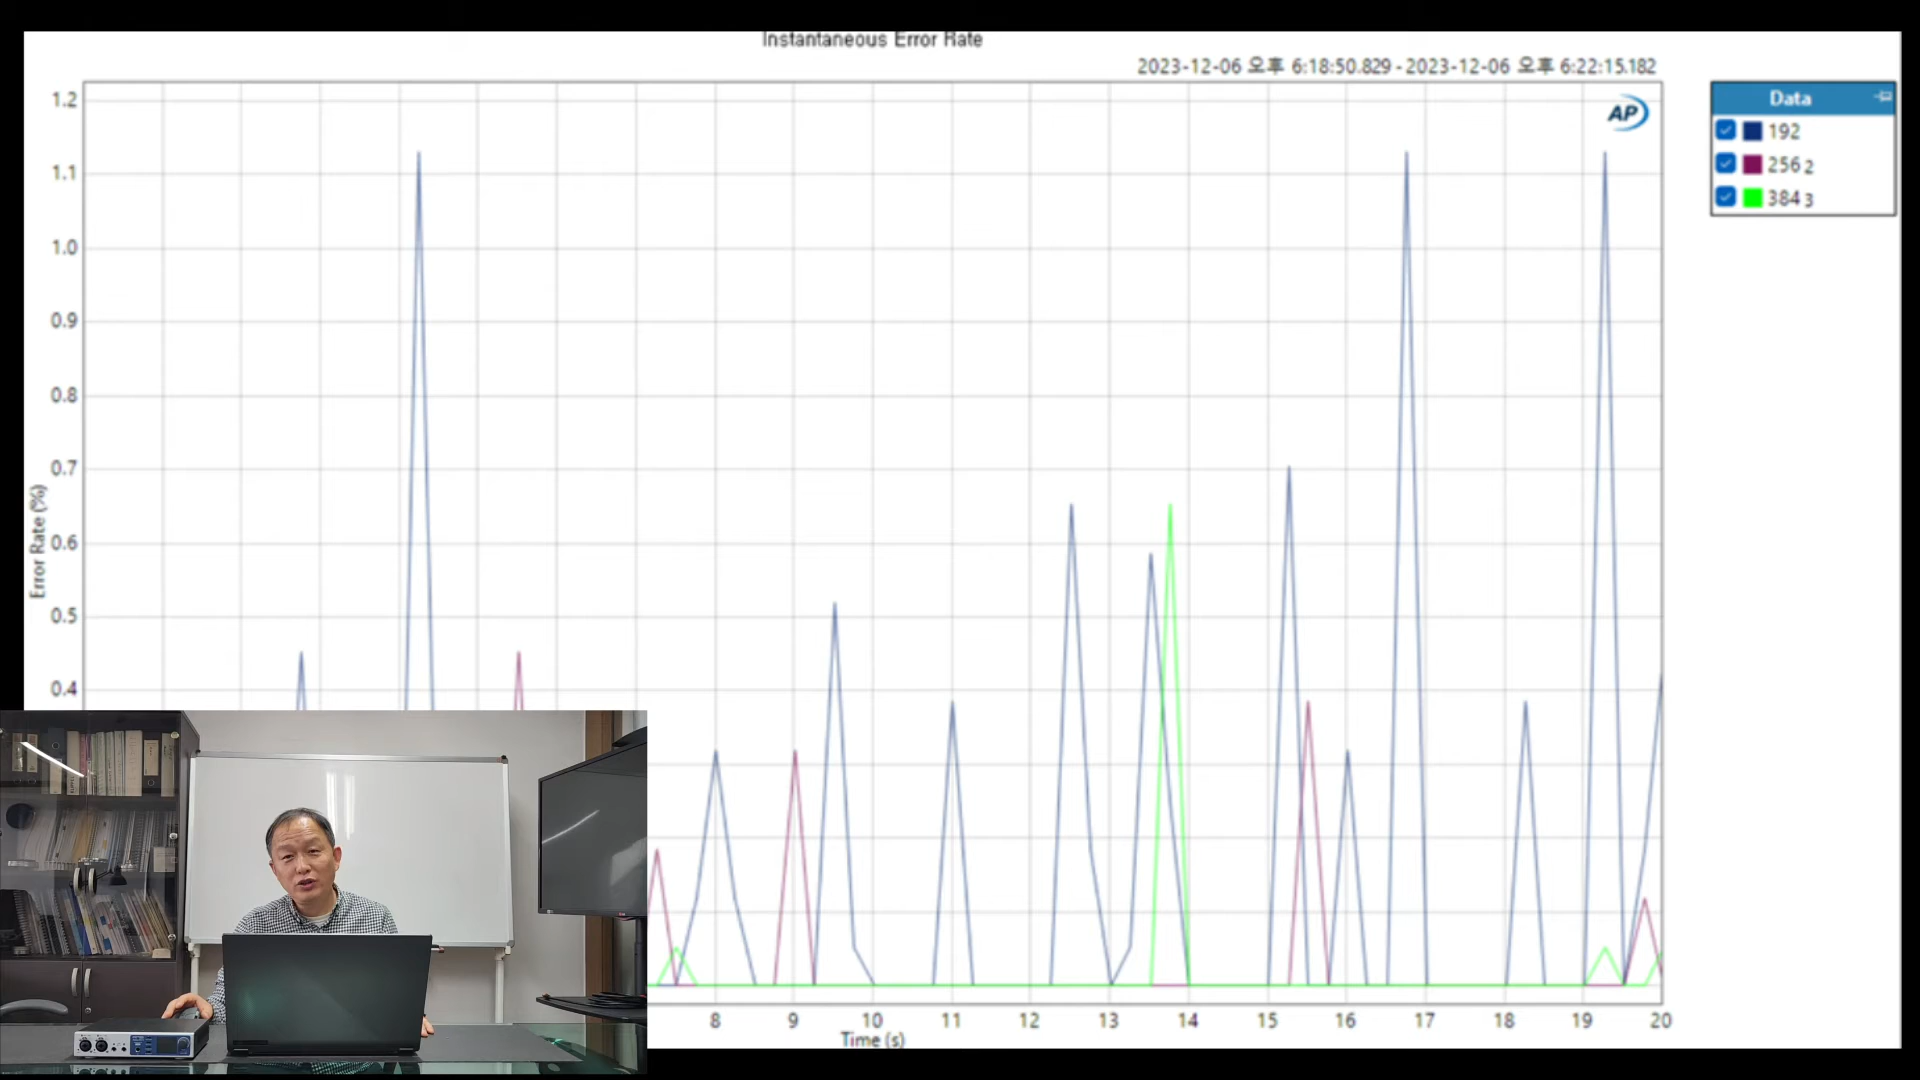 Instantaneous Error Rate
2023-12-06 오후 6:18:50.829 - 2023-12-06 오후 6:22:15.182
AP
Data
192
256 2
384 3
1.2
1.1
1.0
0.9
0.8
0.7
0.6
0.5
0.4
Error Rate (%)
8 9 10 11 12 13 14 15 16 17 18 19 20
Time (s)